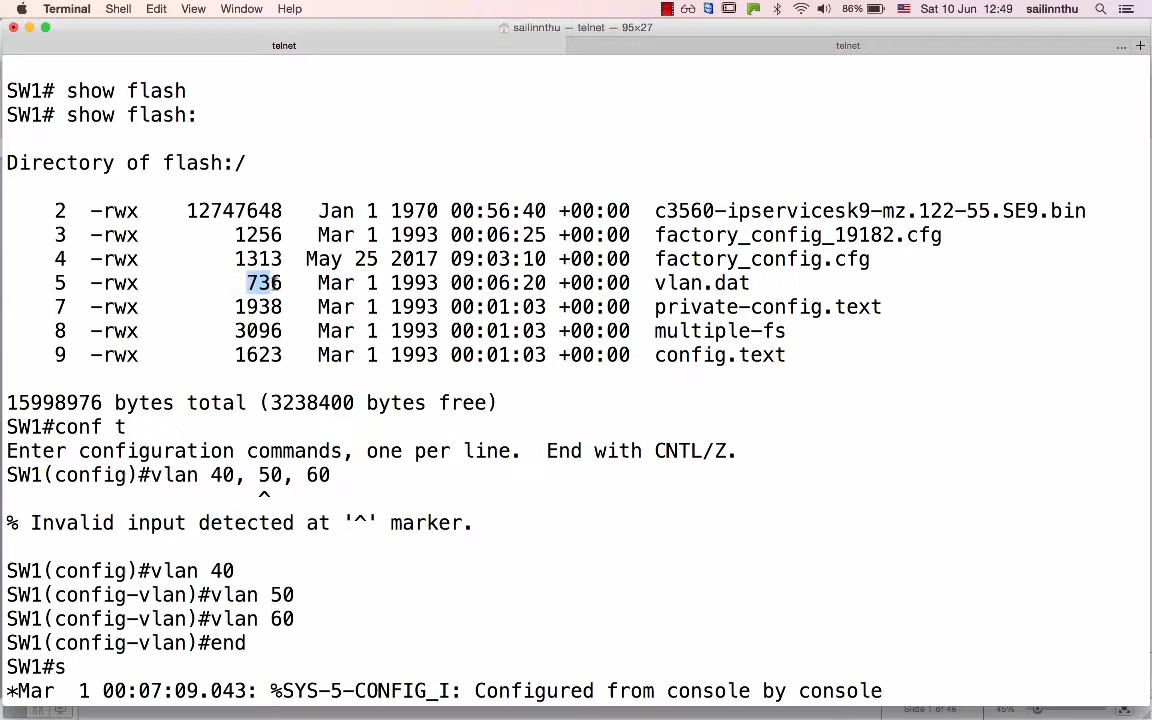 Terminal Shell Edit View Window Help 86% Sat 10 Jun 12:49 sailinnthu
sailinnthu — telnet — 95x27
telnet telnet ... +
SW1# show flash
SW1# show flash:
Directory of flash:/
2 -rwx 12747648 Jan 1 1970 00:56:40 +00:00 c3560-ipservicesk9-mz.122-55.SE9.bin
3 -rwx 1256 Mar 1 1993 00:06:25 +00:00 factory_config_19182.cfg
4 -rwx 1313 May 25 2017 09:03:10 +00:00 factory_config.cfg
5 -rwx 736 Mar 1 1993 00:06:20 +00:00 vlan.dat
7 -rwx 1938 Mar 1 1993 00:01:03 +00:00 private-config.text
8 -rwx 3096 Mar 1 1993 00:01:03 +00:00 multiple-fs
9 -rwx 1623 Mar 1 1993 00:01:03 +00:00 config.text
15998976 bytes total (3238400 bytes free)
SW1#conf t
Enter configuration commands, one per line. End with CNTL/Z.
SW1(config)#vlan 40, 50, 60
^
% Invalid input detected at '^' marker.
SW1(config)#vlan 40
SW1(config-vlan)#vlan 50
SW1(config-vlan)#vlan 60
SW1(config-vlan)#end
SW1#s
*Mar 1 00:07:09.043: %SYS-5-CONFIG_I: Configured from console by console
Slide 1 of 46 45%